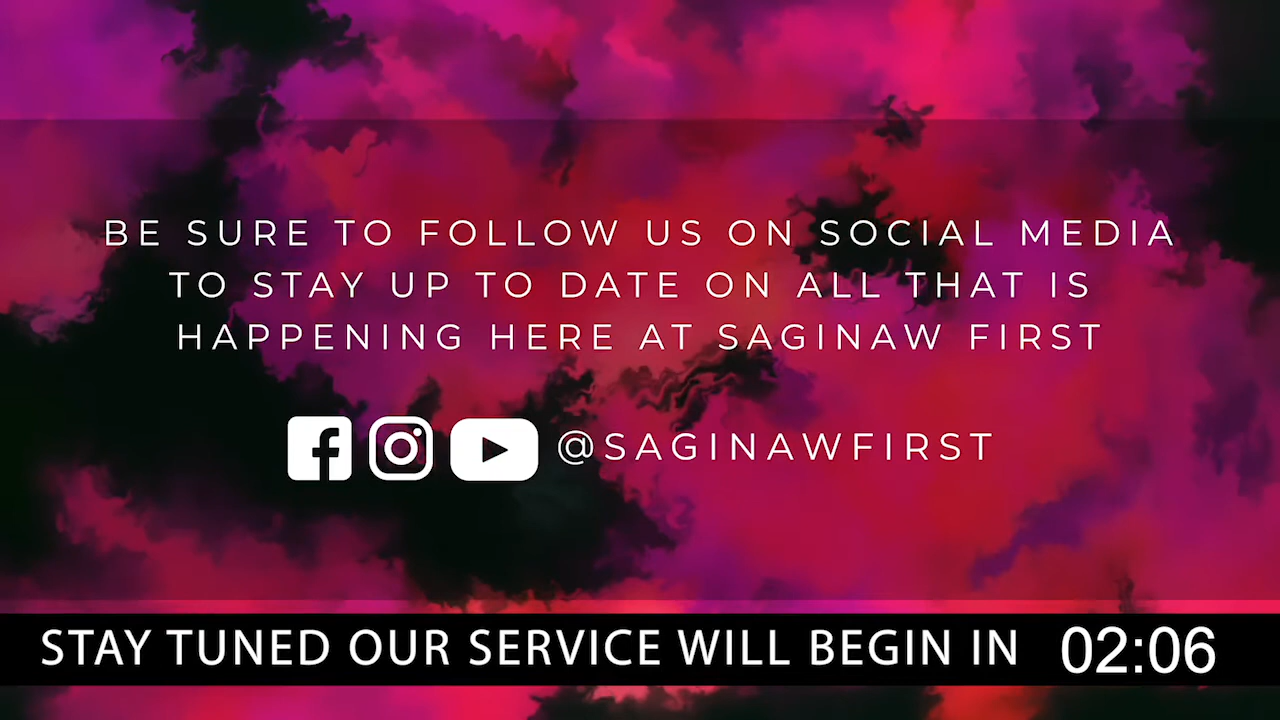 BE SURE TO FOLLOW US ON SOCIAL MEDIA
TO STAY UP TO DATE ON ALL THAT IS
HAPPENING HERE AT SAGINAW FIRST
@SAGINAWFIRST
STAY TUNED OUR SERVICE WILL BEGIN IN 02:06